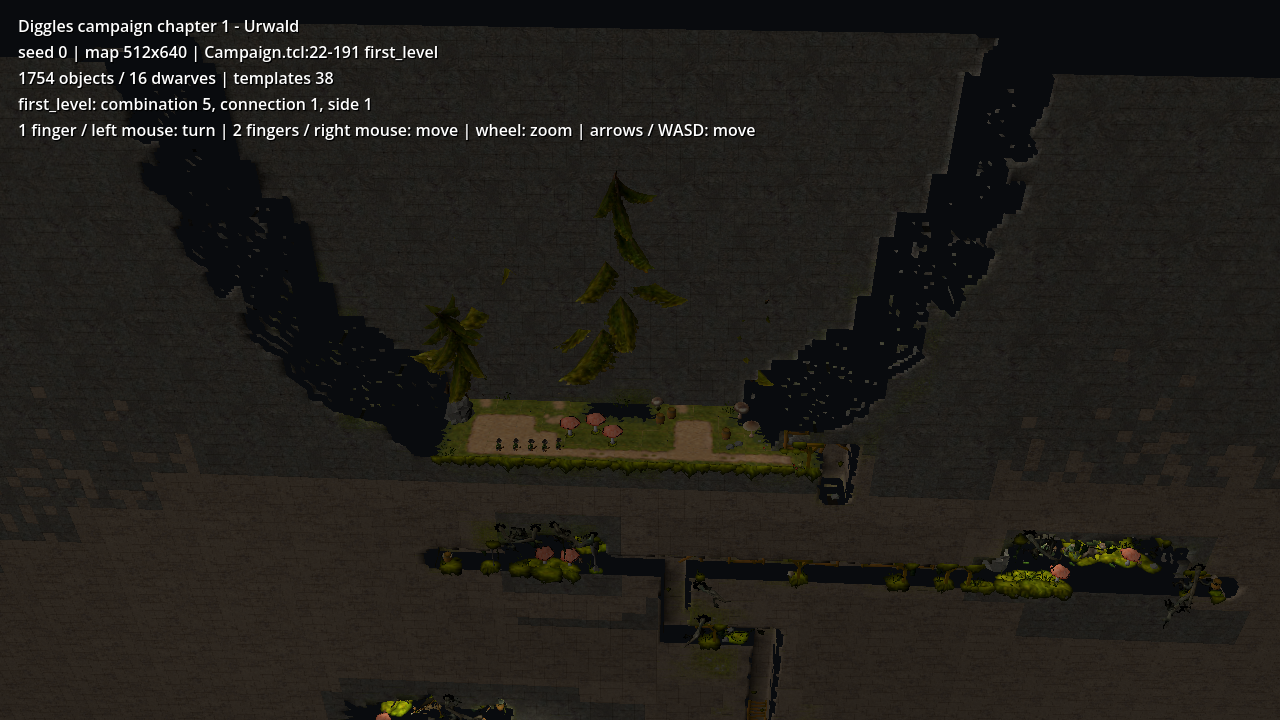 Diggles campaign chapter 1 - Urwald
seed 0 | map 512x640 | Campaign.tcl:22-191 first_level
1754 objects / 16 dwarves | templates 38
first_level: combination 5, connection 1, side 1
1 finger / left mouse: turn | 2 fingers / right mouse: move | wheel: zoom | arrows / WASD: move